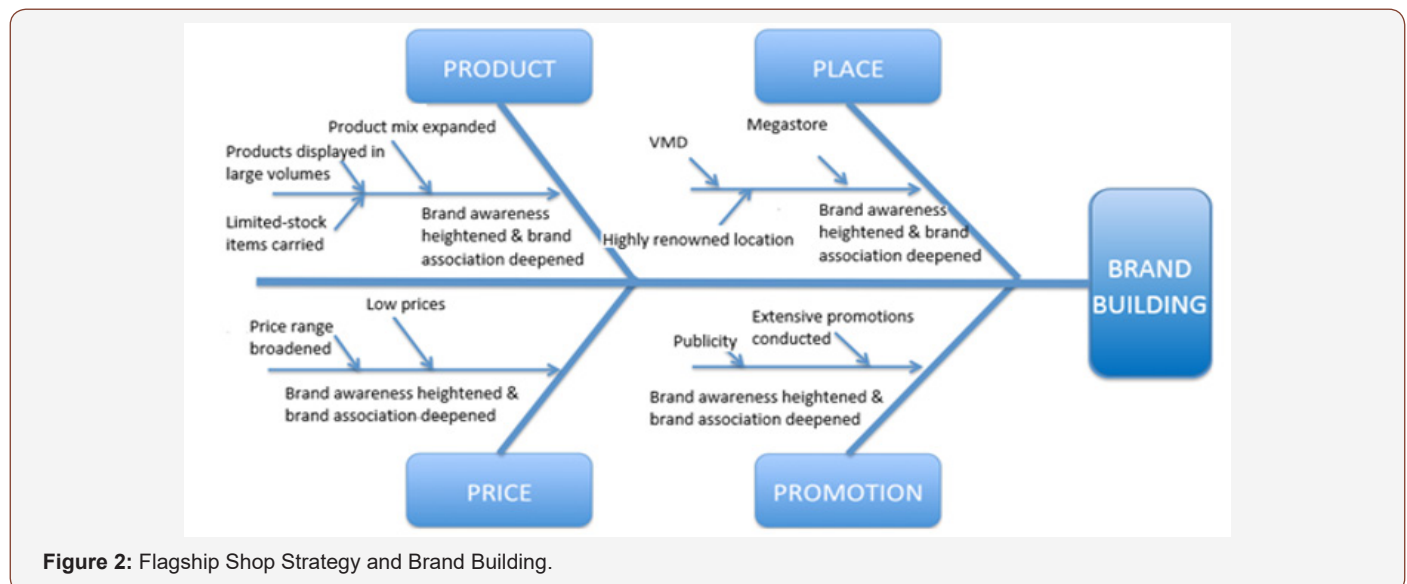 PRODUCT
PLACE
Product mix expanded
Products displayed in
large volumes
Limited-stock
items carried
Brand awareness
heightened & brand
association deepened
VMD
Megastore
Highly renowned location
Brand awareness
heightened & brand
association deepened
BRAND
BUILDING
Low prices
Price range
broadened
Brand awareness heightened &
brand association deepened
Extensive promotions
conducted
Publicity
Brand awareness heightened &
brand association deepened
PRICE
PROMOTION
Figure 2: Flagship Shop Strategy and Brand Building.